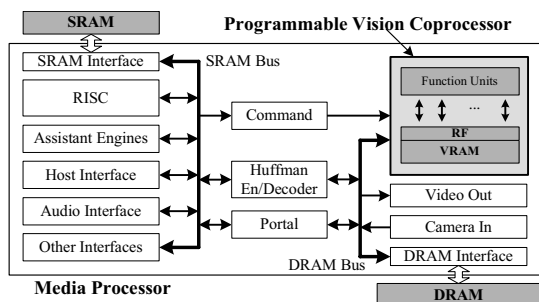 SRAM
Programmable Vision Coprocessor
SRAM Interface
SRAM Bus
RISC
Assistant Engines
Host Interface
Audio Interface
Other Interfaces
Command
Huffman
En/Decoder
Portal
Function Units
...
RF
VRAM
Video Out
Camera In
DRAM Interface
DRAM Bus
Media Processor
DRAM